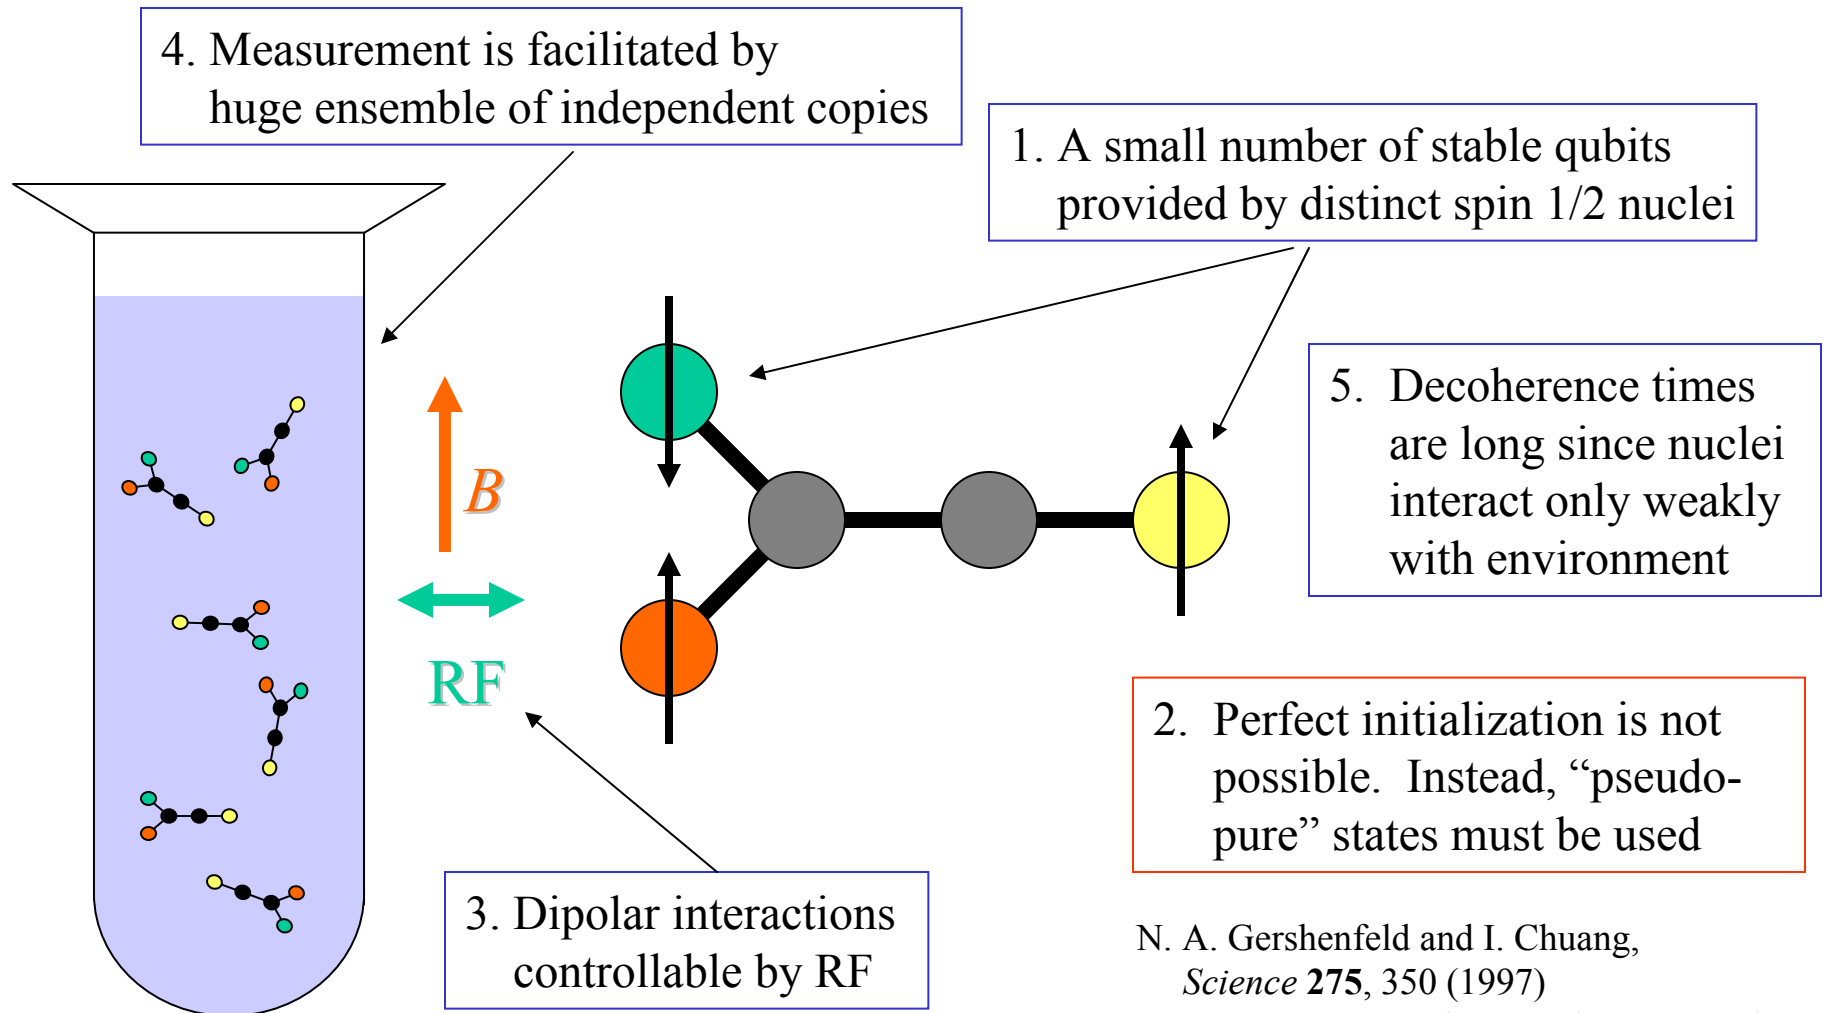 4. Measurement is facilitated by
huge ensemble of independent copies
1. A small number of stable qubits
provided by distinct spin 1/2 nuclei
5. Decoherence times
are long since nuclei
interact only weakly
with environment
B
RF
2. Perfect initialization is not
possible. Instead, “pseudo-
pure” states must be used
3. Dipolar interactions
controllable by RF
N. A. Gershenfeld and I. Chuang,
Science 275, 350 (1997)